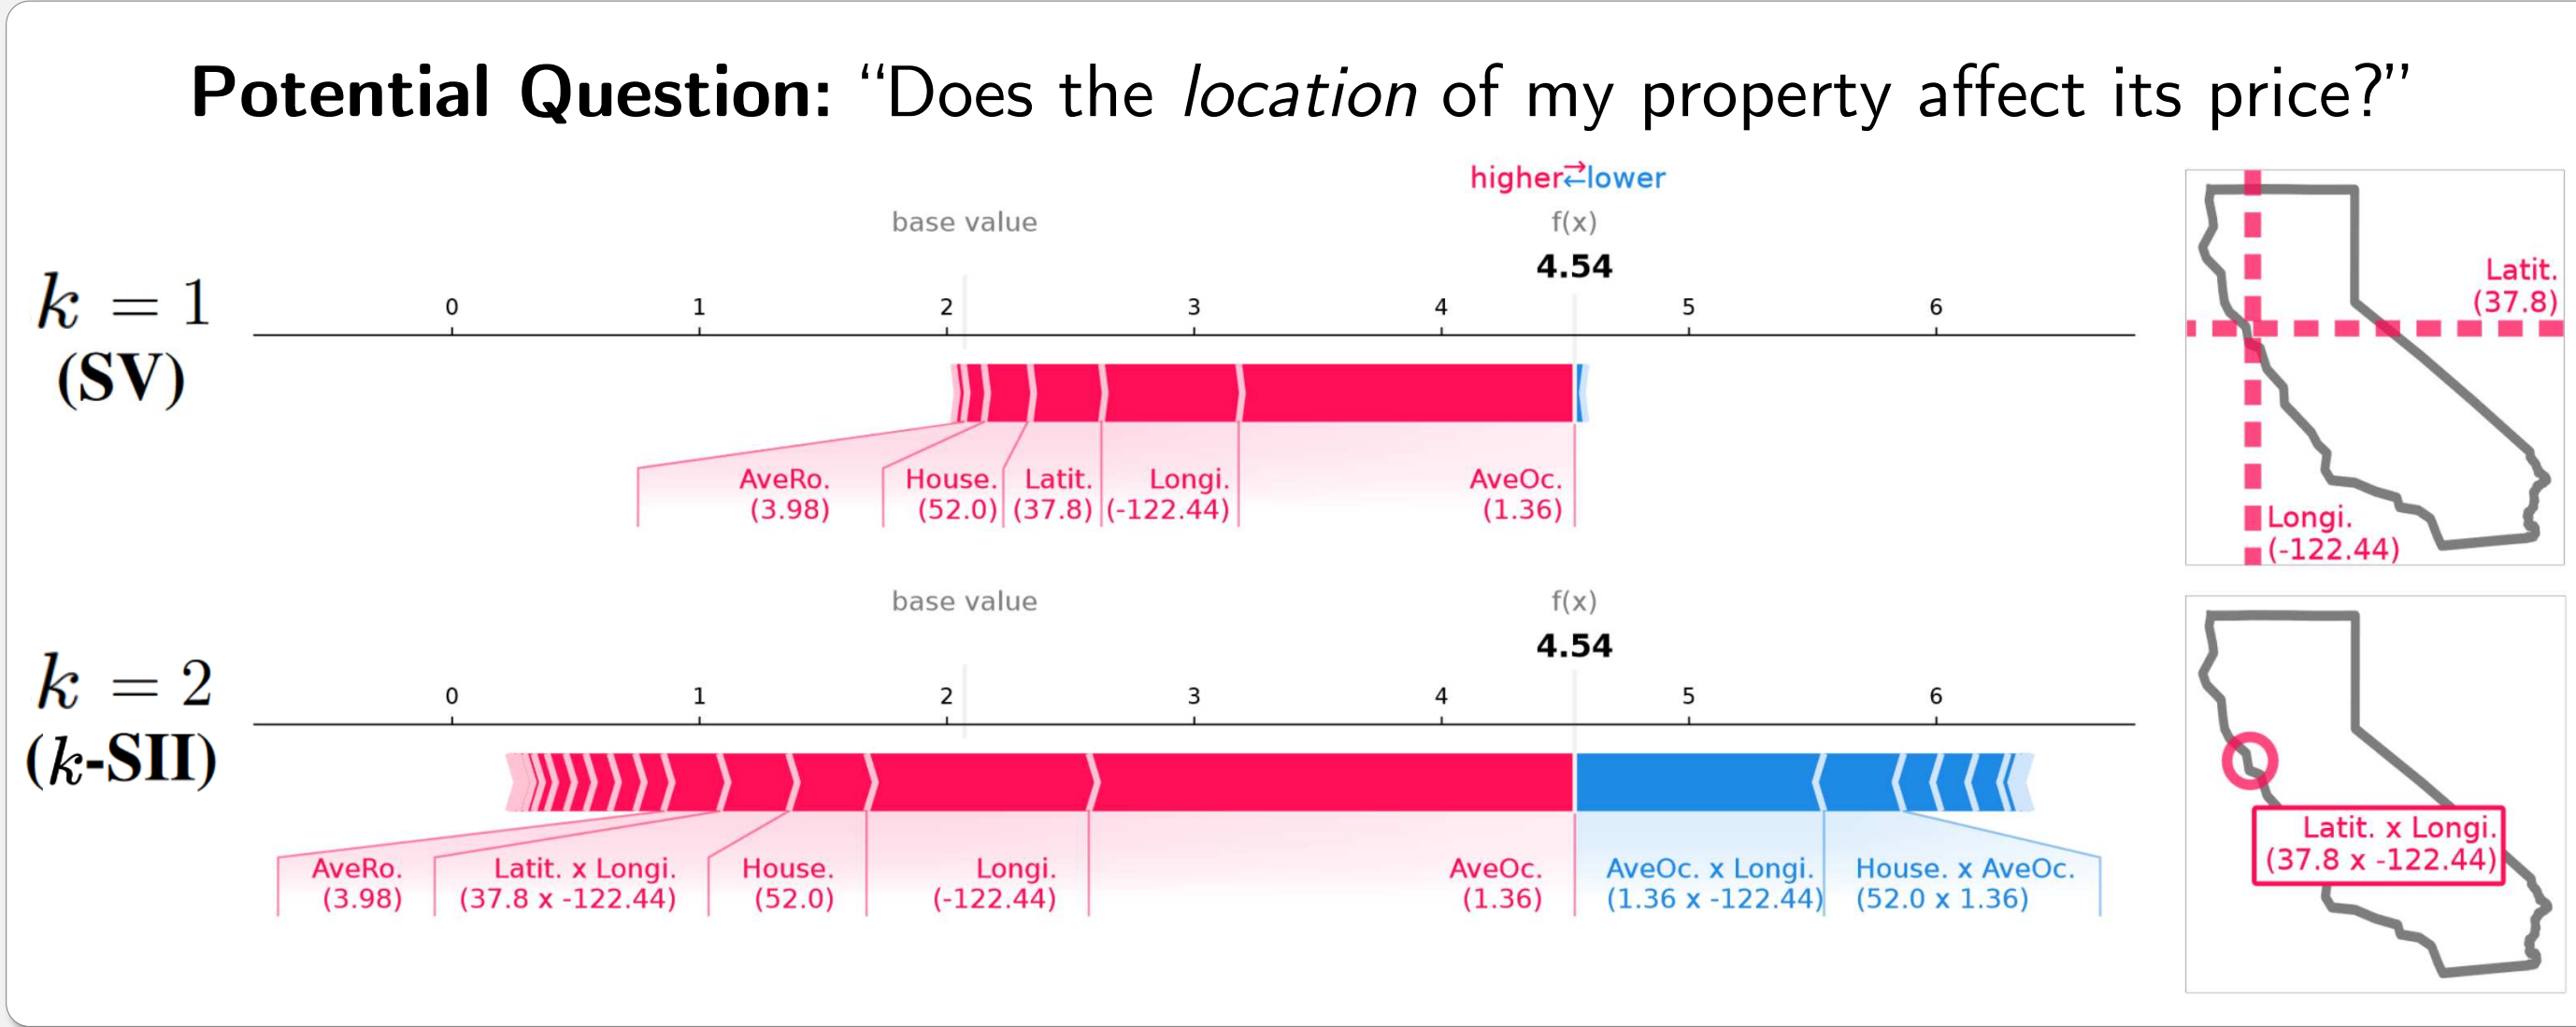 Potential Question: “Does the location of my property affect its price?”
higher⇄lower
base value
f(x)
4.54
k = 1
(SV)
0 1 2 3 4 5 6
AveRo.
(3.98)
House.
(52.0)
Latit.
(37.8)
Longi.
(-122.44)
AveOc.
(1.36)
Latit.
(37.8)
Longi.
(-122.44)
base value
f(x)
4.54
k = 2
(k-SII)
0 1 2 3 4 5 6
AveRo.
(3.98)
Latit. x Longi.
(37.8 x -122.44)
House.
(52.0)
Longi.
(-122.44)
AveOc.
(1.36)
AveOc. x Longi.
(1.36 x -122.44)
House. x AveOc.
(52.0 x 1.36)
Latit. x Longi.
(37.8 x -122.44)